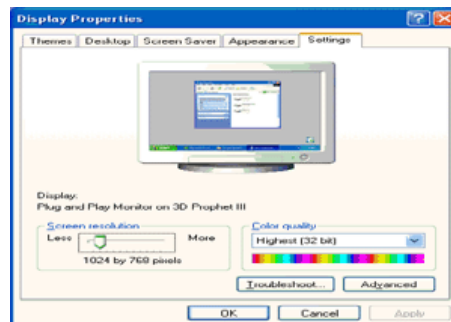 Display Properties
Themes Desktop Screen Saver Appearance Settings
Display:
Plug and Play Monitor on 3D Prophet III
Screen resolution
Less More
1024 by 768 pixels
Color quality
Highest (32 bit)
Troubleshoot... Advanced
OK Cancel Apply